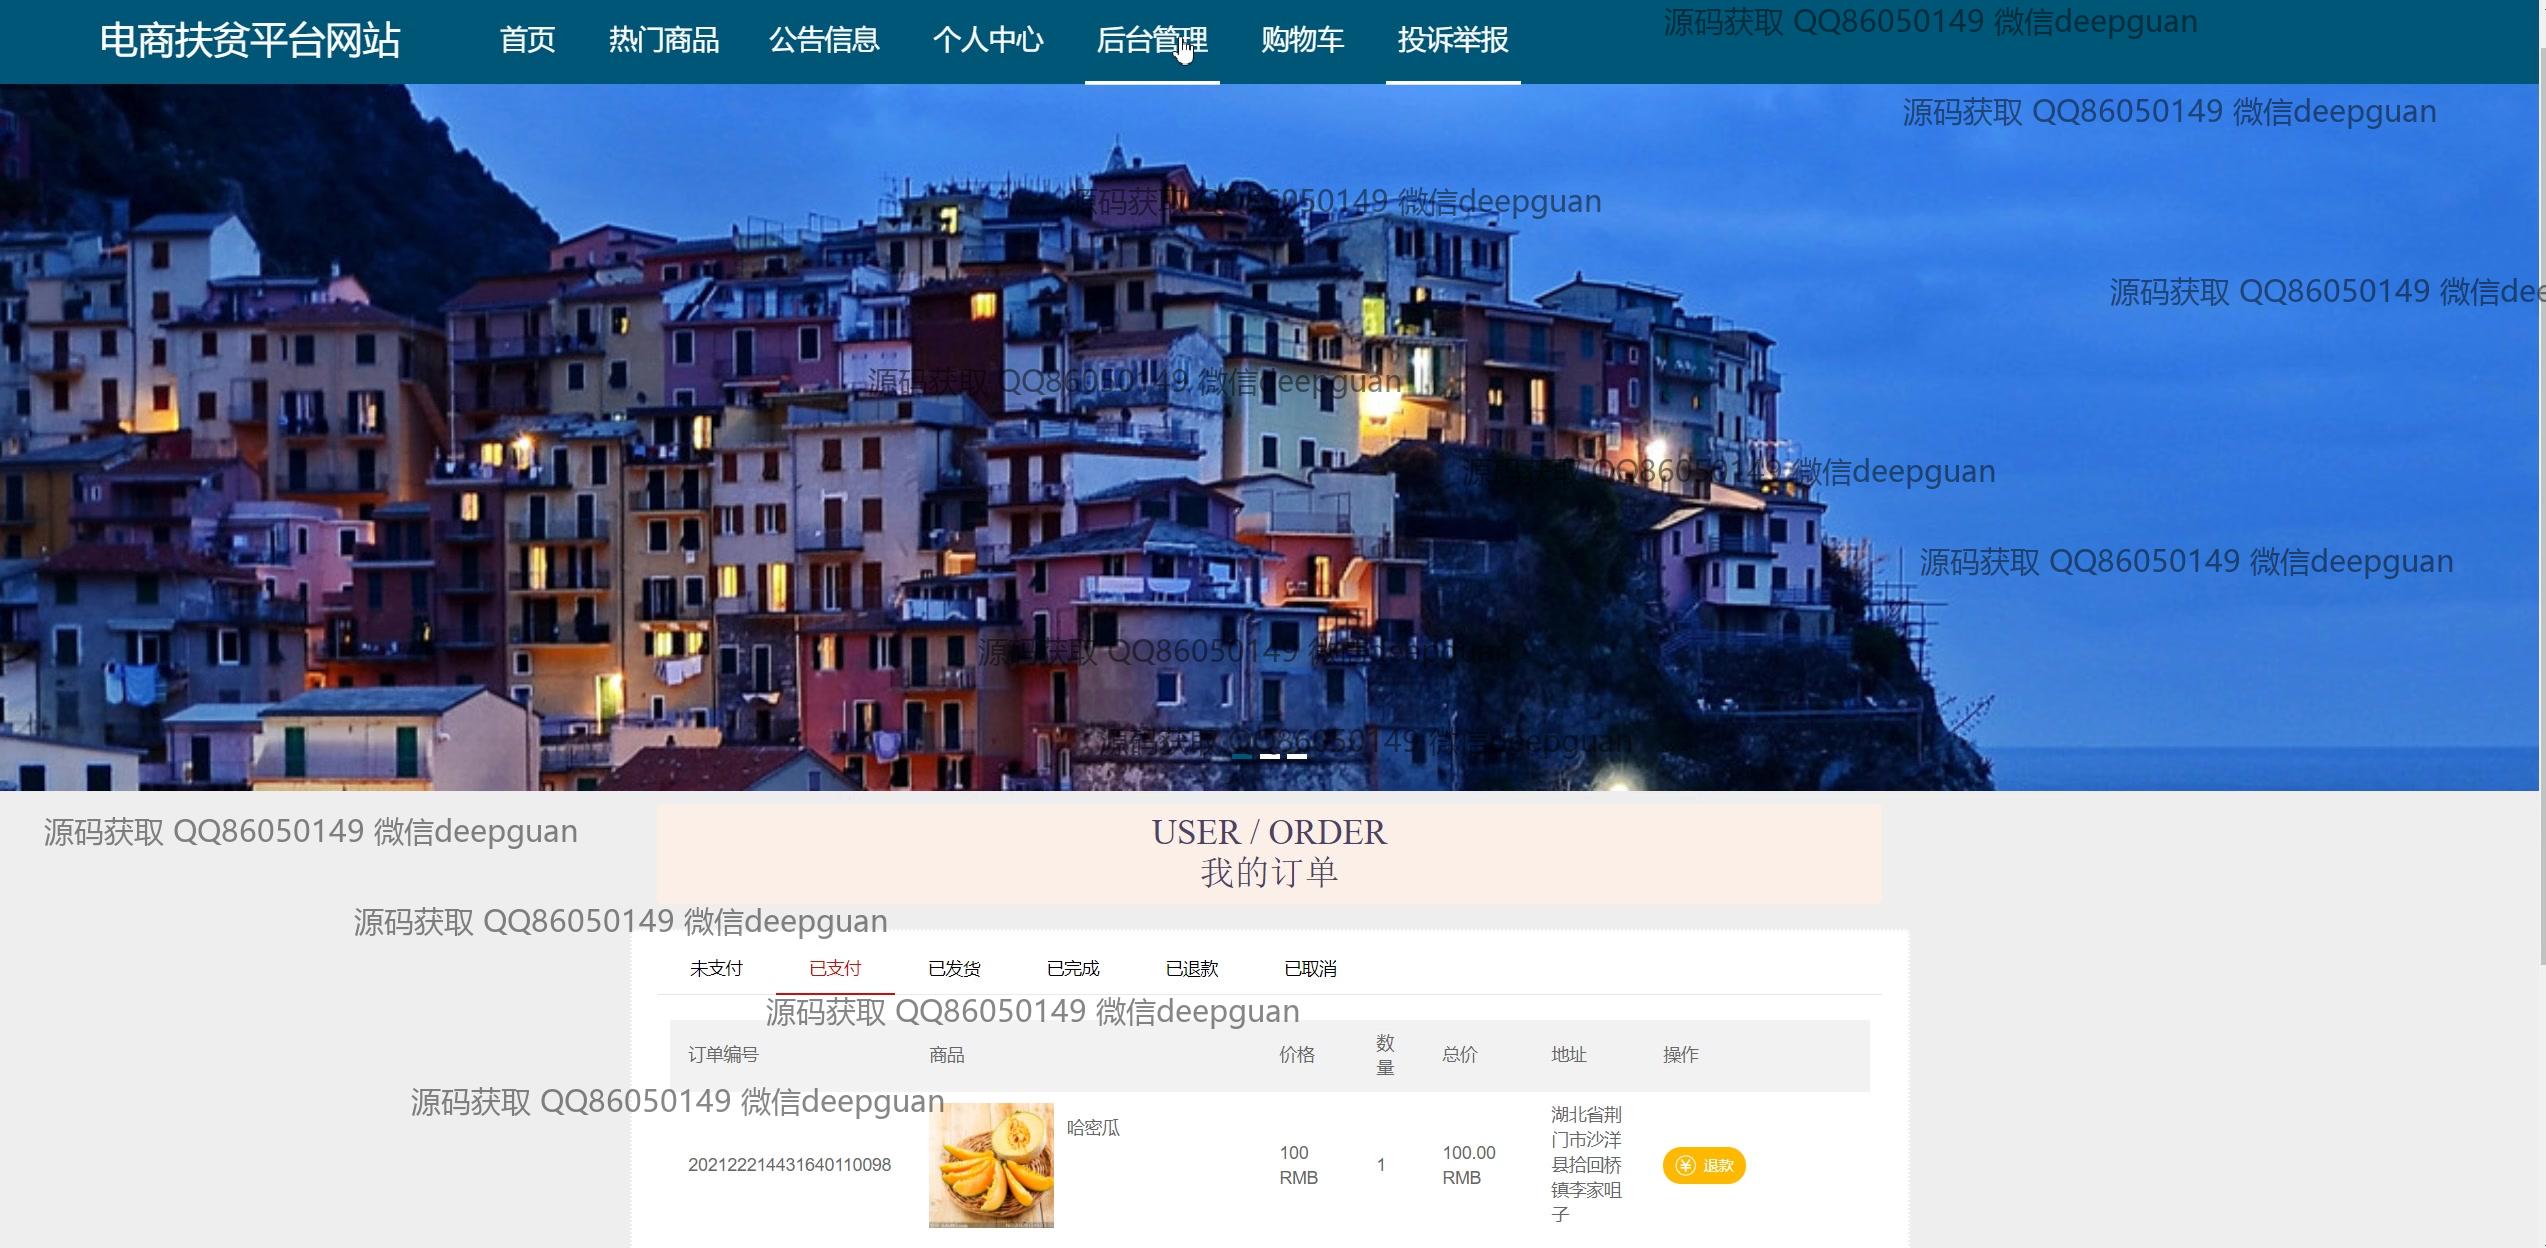 电商扶贫平台网站 首页 热门商品 公告信息 个人中心 后台管理 购物车 投诉举报
源码获取 QQ86050149 微信deepguan
源码获取 QQ86050149 微信deepguan
源码获取 QQ86050149 微信deepguan
源码获取 QQ86050149 微信dee
源码获取 QQ86050149 微信deepguan
源码获取 QQ86050149 微信deepguan
源码获取 QQ86050149 微信deepguan
源码获取 QQ86050149 微信deepguan
源码获取 QQ86050149 微信deepguan
源码获取 QQ86050149 微信deepguan
USER / ORDER
我的订单
源码获取 QQ86050149 微信deepguan
未支付 已支付 已发货 已完成 已退款 已取消
源码获取 QQ86050149 微信deepguan
订单编号 商品 价格 数量 总价 地址 操作
源码获取 QQ86050149 微信deepguan
哈密瓜
202122214431640110098 100 RMB 1 100.00 RMB 湖北省荆门市沙洋县拾回桥镇李家咀子 退款